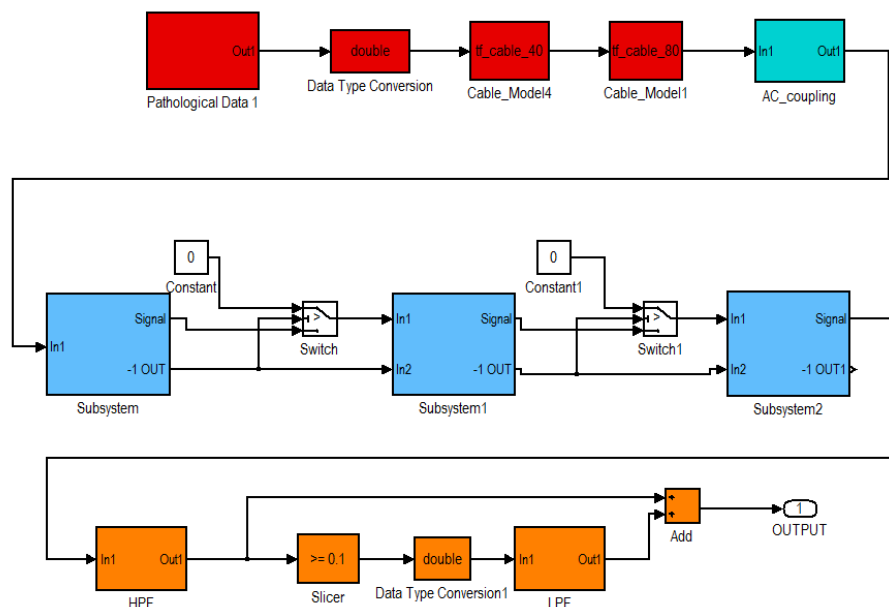 Out1
double
tf_cable_40
tf_cable_80
In1 Out1
Pathological Data 1
Data Type Conversion
Cable_Model4
Cable_Model1
AC_coupling
0
Constant
0
Constant1
In1
Signal
-1 OUT
Subsystem
>
Switch
In1
In2
Signal
-1 OUT
Subsystem1
>
Switch1
In1
In2
Signal
-1 OUT1
Subsystem2
In1 Out1
HPF
>= 0.1
Slicer
double
Data Type Conversion1
In1 Out1
LPF
Add
1
OUTPUT